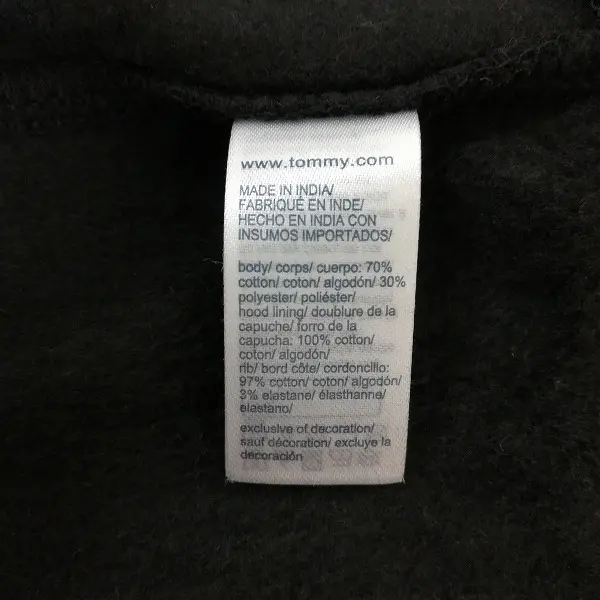 www.tommy.com
MADE IN INDIA/
FABRIQUÉ EN INDE/
HECHO EN INDIA CON
INSUMOS IMPORTADOS/
body/ corps/ cuerpo: 70%
cotton/ coton/ algodón/ 30%
polyester/ poliéster/
hood lining/ doublure de la
capuche/ forro de la
capucha: 100% cotton/
coton/ algodón/
rib/ bord côte/ cordoncillo:
97% cotton/ coton/ algodón/
3% elastane/ élasthanne/
elastano/
exclusive of decoration/
sauf décoration/ excluye la
decoración